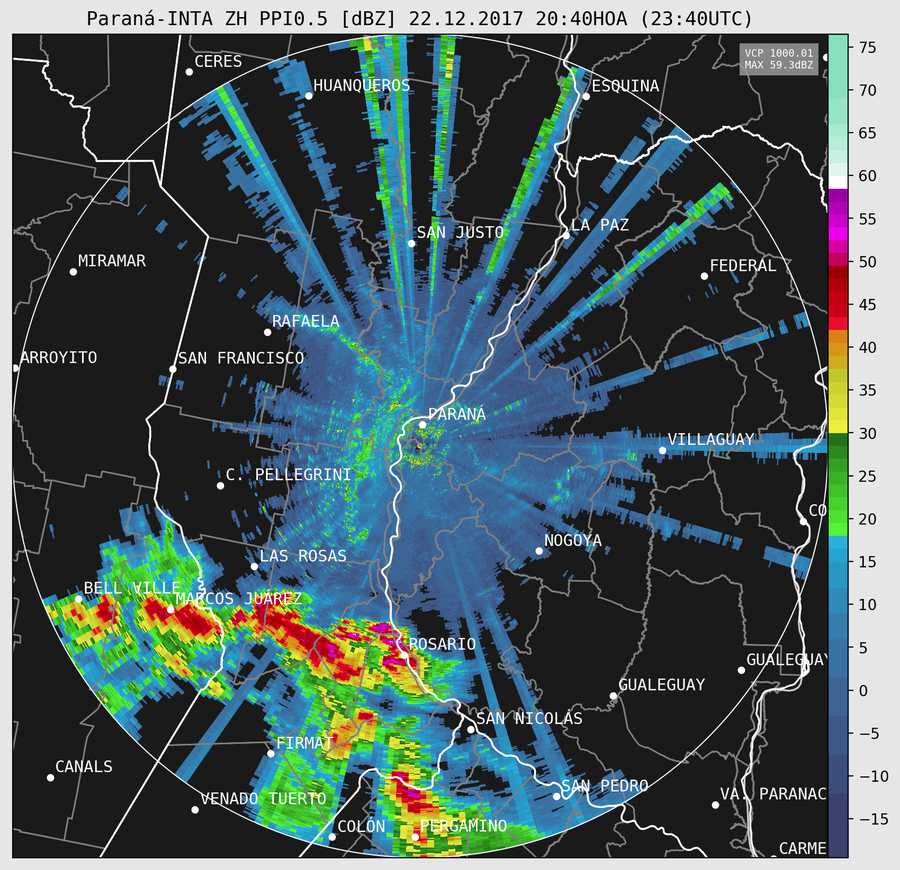 Paraná-INTA ZH PPI0.5 [dBZ] 22.12.2017 20:40HOA (23:40UTC)
VCP 1000.01
MAX 59.3dBZ
CERES
HUANQUEROS
ESQUINA
SAN JUSTO
LA PAZ
MIRAMAR
FEDERAL
RAFAELA
ARROYITO
SAN FRANCISCO
PARANÁ
VILLAGUAY
C. PELLEGRINI
CO
NOGOYA
LAS ROSAS
BELL VILLE
MARCOS JUAREZ
ROSARIO
GUALEGUAY
GUALEGUAY
SAN NICOLÁS
FIRMAT
CANALS
SAN PEDRO
VENADO TUERTO
VA. PARANAC
COLÓN
PERGAMINO
CARME
75
70
65
60
55
50
45
40
35
30
25
20
15
10
5
0
−5
−10
−15